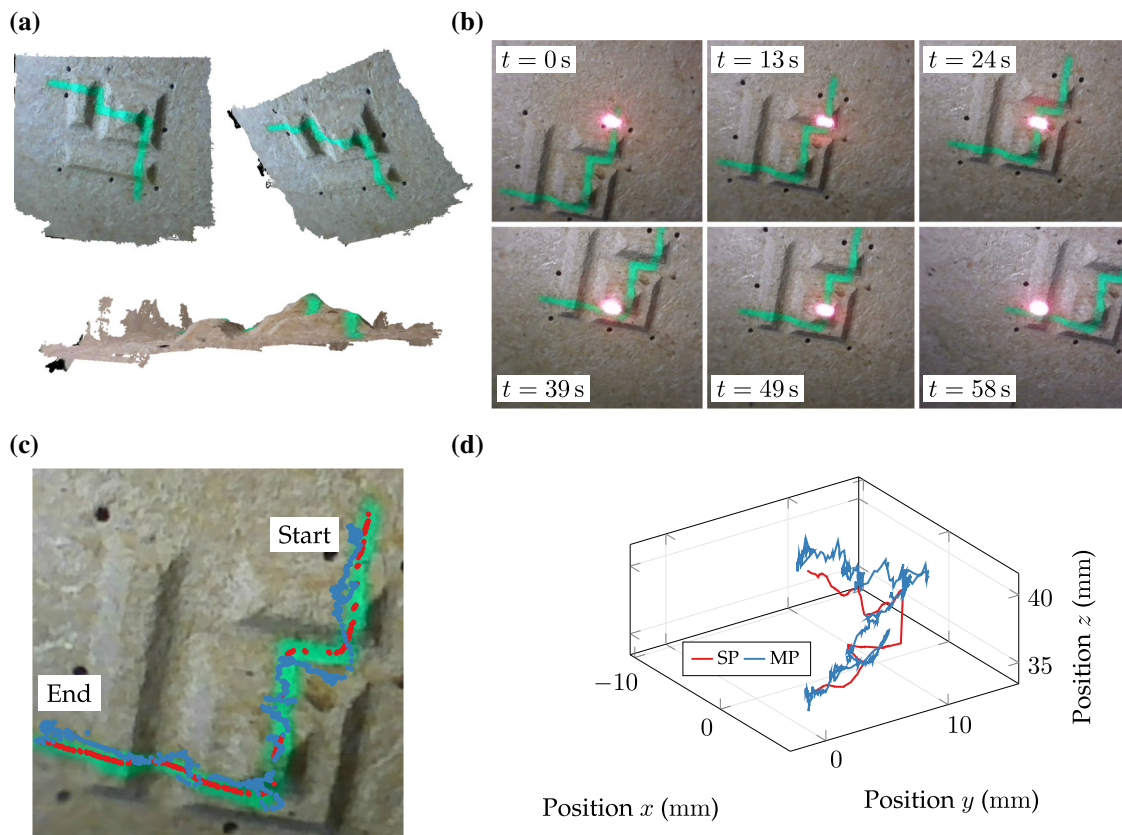 (a)
(b)
t = 0 s
t = 13 s
t = 24 s
t = 39 s
t = 49 s
t = 58 s
(c)
Start
End
(d)
SP MP
−10
0
0
10
40
35
Position x (mm)
Position y (mm)
Position z (mm)